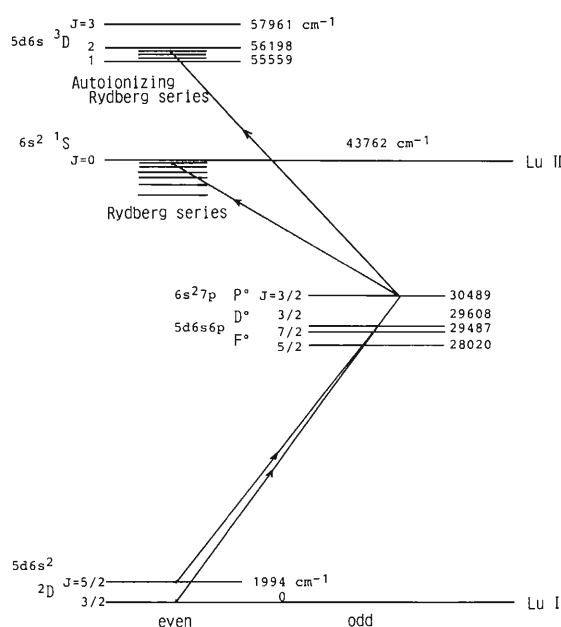 J=3 57961 cm⁻¹
5d6s ³D 2 56198
1 55559
Autoionizing
Rydberg series
6s² ¹S 43762 cm⁻¹
J=0 Lu II
Rydberg series
6s²7p P° J=3/2 30489
D° 3/2 29608
5d6s6p 7/2 29487
F° 5/2 28020
5d6s²
J=5/2 1994 cm⁻¹
²D
3/2 0 Lu I
even odd